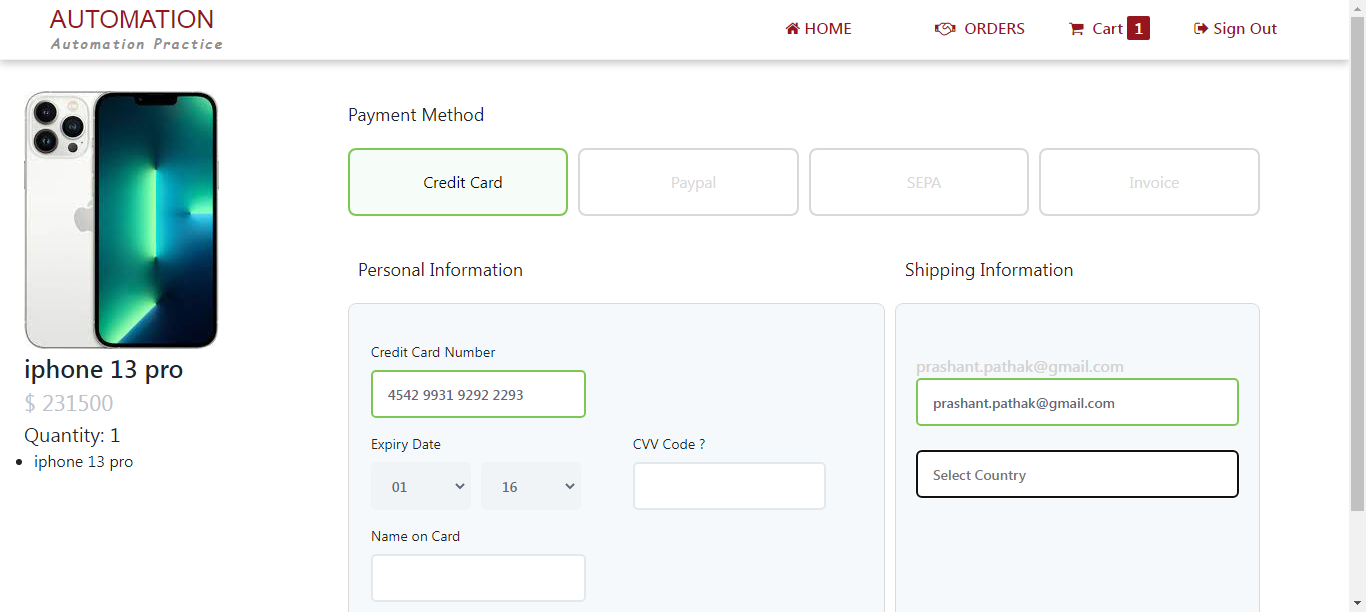 AUTOMATION
Automation Practice
HOME
ORDERS
Cart 1
Sign Out
iphone 13 pro
$ 231500
Quantity: 1
iphone 13 pro
Payment Method
Credit Card
Paypal
SEPA
Invoice
Personal Information
Credit Card Number
4542 9931 9292 2293
Expiry Date
CVV Code ?
01
16
Name on Card
Shipping Information
prashant.pathak@gmail.com
prashant.pathak@gmail.com
Select Country